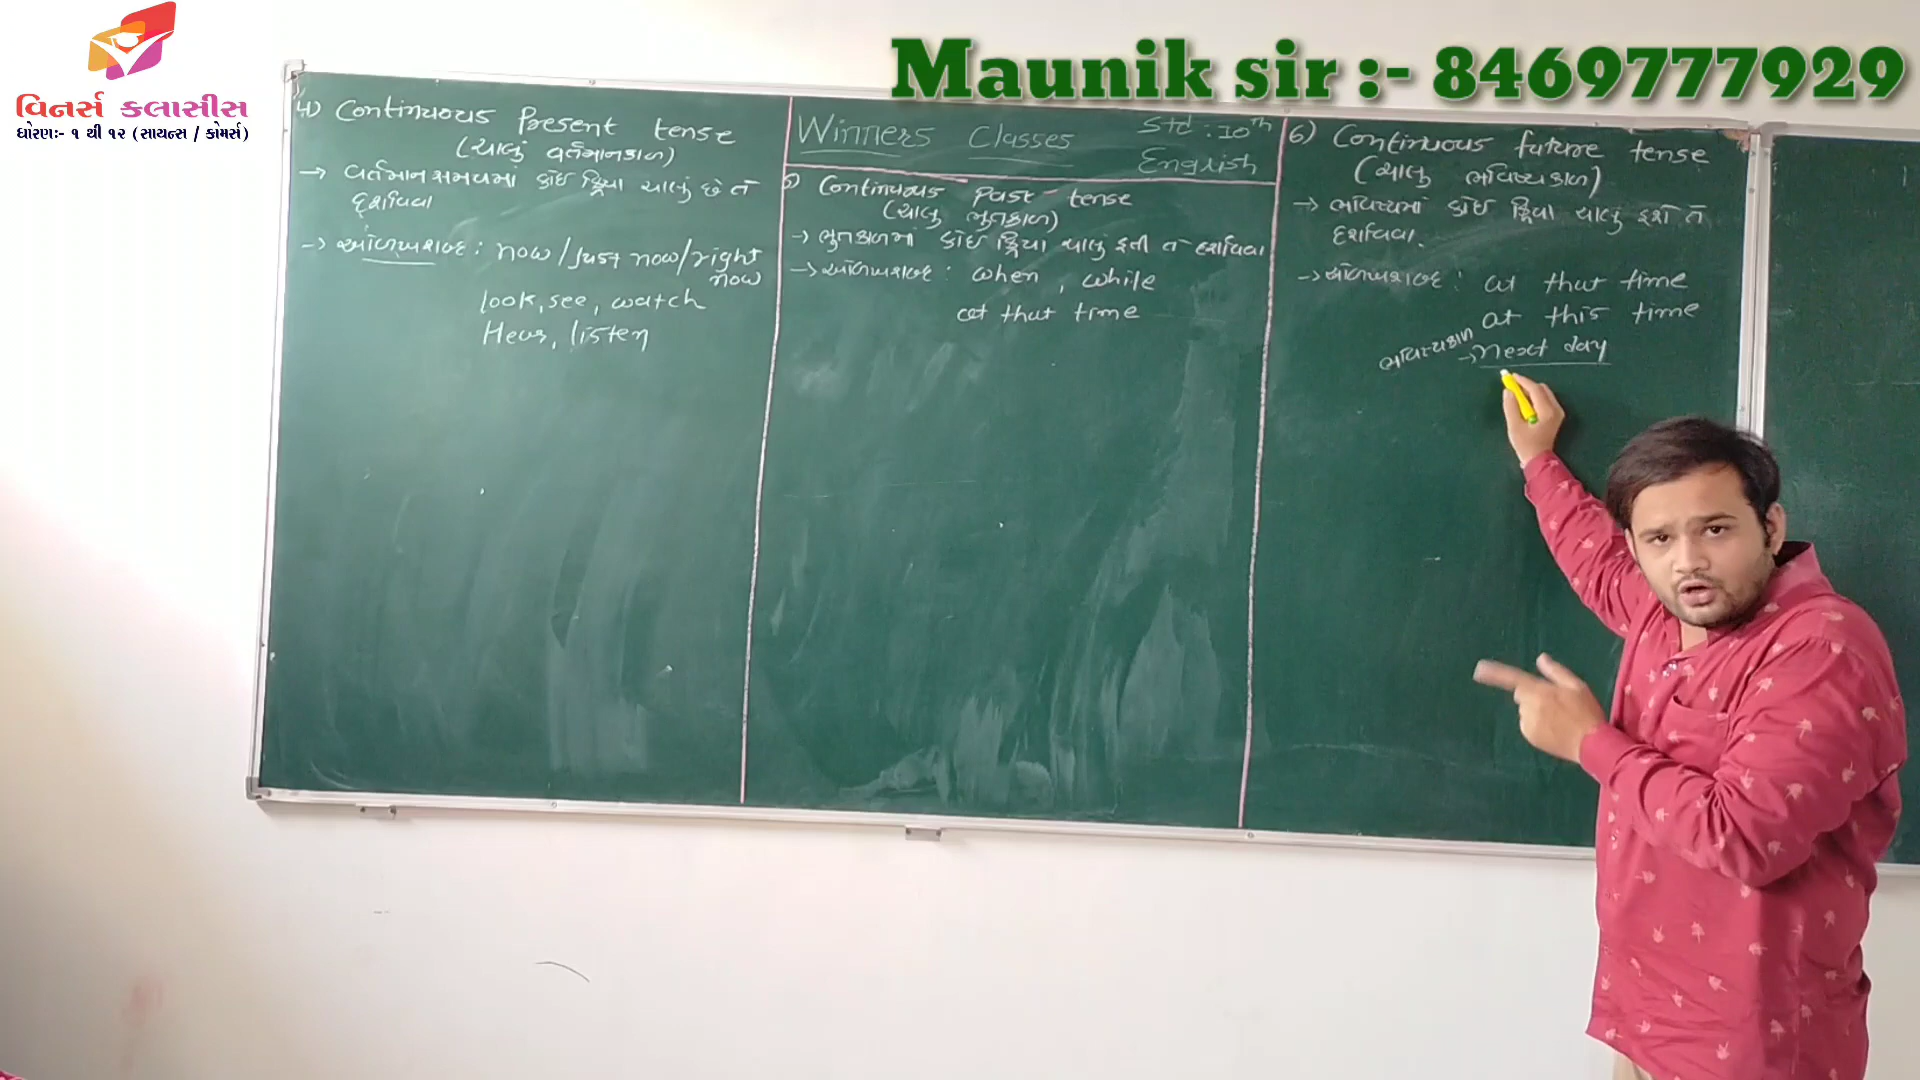 વિનર્સ કલાસીસ
ધોરણઃ- ૧ થી ૧૨ (સાયન્સ / કોમર્સ)
Maunik sir :- 8469777929
4) Continuous Present tense
(ચાલું વર્તમાનકાળ)
→ વર્તમાન સમયમાં કોઈ ક્રિયા ચાલું છે તે
દર્શાવવા
→ ઓળખશબ્દ : now / Just now / right
now
look, see, watch
Hear, listen
Winners Classes
Std : 10th
English
5) Continuous Past tense
(ચાલુ ભુતકાળ)
→ ભુતકાળમાં કોઈ ક્રિયા ચાલું હતી તે દર્શાવવા
→ ઓળખશબ્દ : when , while
at that time
6) Continuous future tense
(ચાલુ ભવિષ્યકાળ)
→ ભવિષ્યમાં કોઈ ક્રિયા ચાલું હશે તે
દર્શાવવા.
→ ઓળખશબ્દ : at that time
at this time
ભવિષ્યકાળ → next day